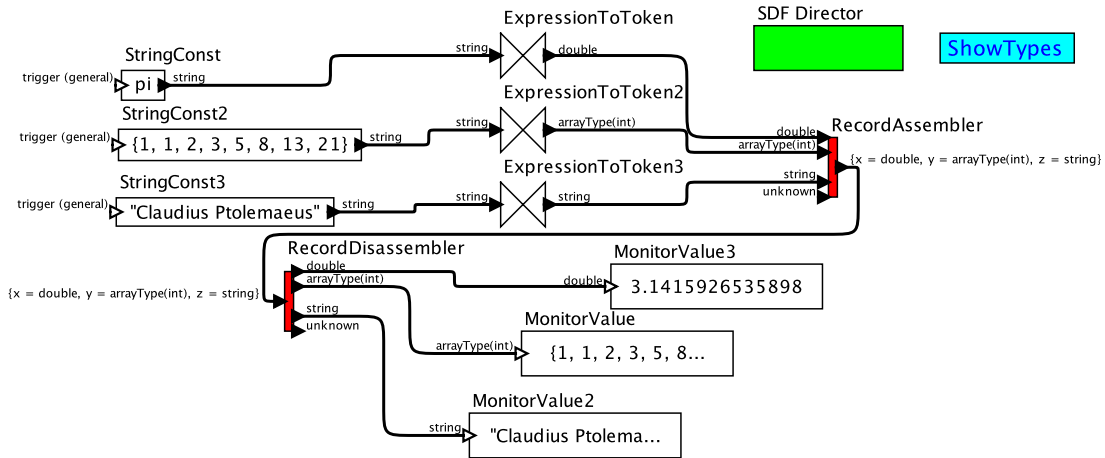 SDF Director
ExpressionToToken
string
double
ShowTypes
StringConst
trigger (general)
pi
string
StringConst2
ExpressionToToken2
trigger (general)
{1, 1, 2, 3, 5, 8, 13, 21}
string
string
arrayType(int)
RecordAssembler
double
arrayType(int)
{x = double, y = arrayType(int), z = string}
string
unknown
StringConst3
ExpressionToToken3
trigger (general)
"Claudius Ptolemaeus"
string
string
string
RecordDisassembler
{x = double, y = arrayType(int), z = string}
double
arrayType(int)
string
unknown
MonitorValue3
double
3.1415926535898
MonitorValue
arrayType(int)
{1, 1, 2, 3, 5, 8...
MonitorValue2
string
"Claudius Ptolema...